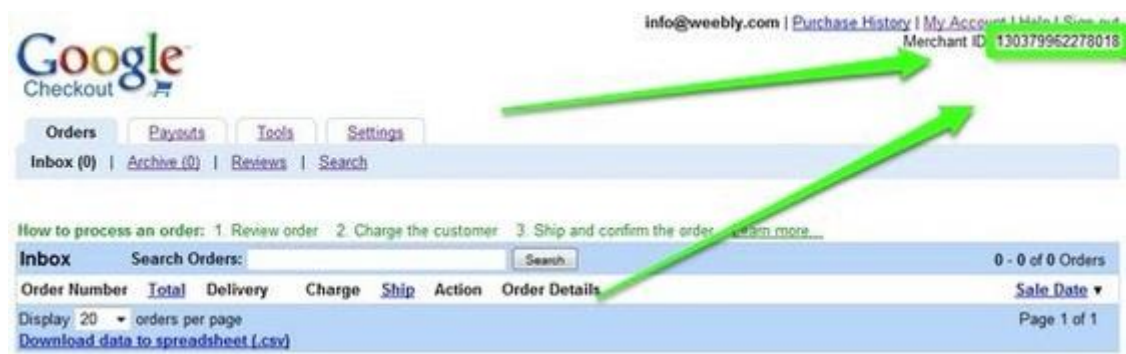 info@weebly.com | Purchase History | My Account | Help | Sign out
Merchant ID 130379962278018
Google
Checkout
Orders Payouts Tools Settings
Inbox (0) | Archive (0) | Reviews | Search
How to process an order: 1. Review order 2. Charge the customer 3. Ship and confirm the order Learn more...
Inbox Search Orders: Search 0 - 0 of 0 Orders
Order Number Total Delivery Charge Ship Action Order Details Sale Date ▼
Display 20 orders per page Page 1 of 1
Download data to spreadsheet (.csv)